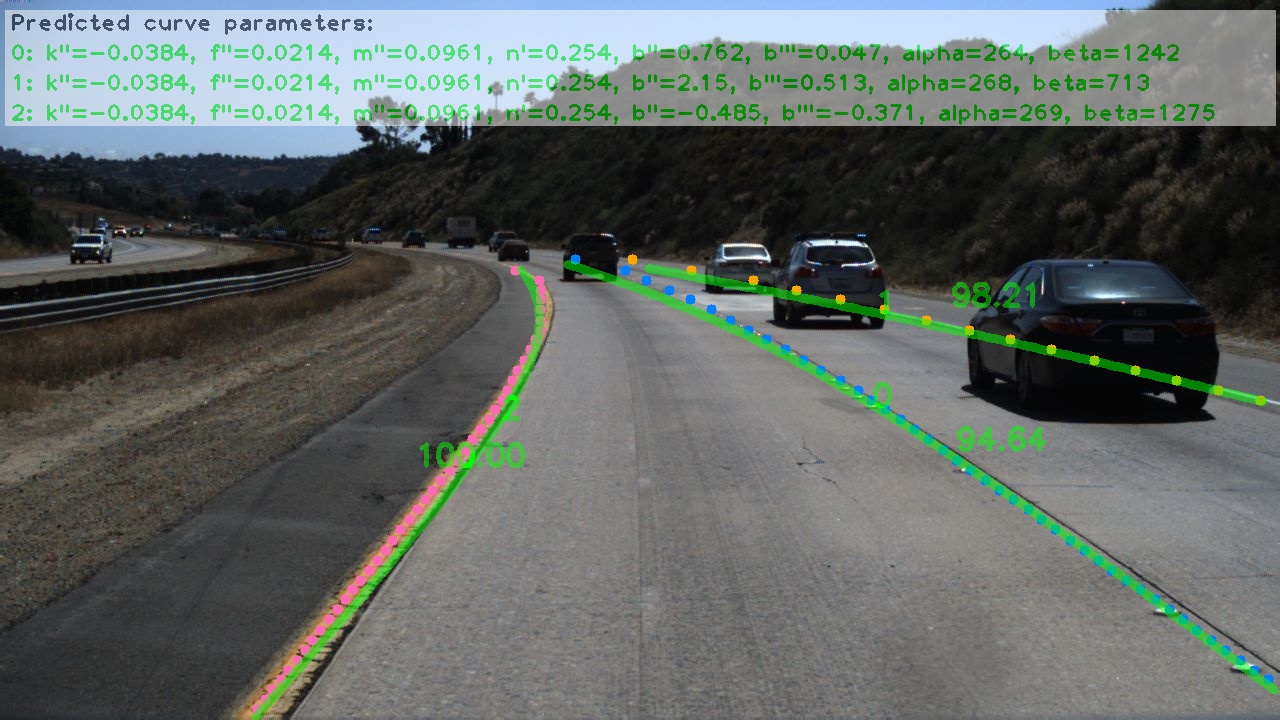 Predicted curve parameters:
0: k''=-0.0384, f''=0.0214, m''=0.0961, n'=0.254, b''=0.762, b'''=0.047, alpha=264, beta=1242
1: k''=-0.0384, f''=0.0214, m''=0.0961, n'=0.254, b''=2.15, b'''=0.513, alpha=268, beta=713
2: k''=-0.0384, f''=0.0214, m''=0.0961, n'=0.254, b''=-0.485, b'''=-0.371, alpha=269, beta=1275
1 98.21
0
94.64
2
100.00